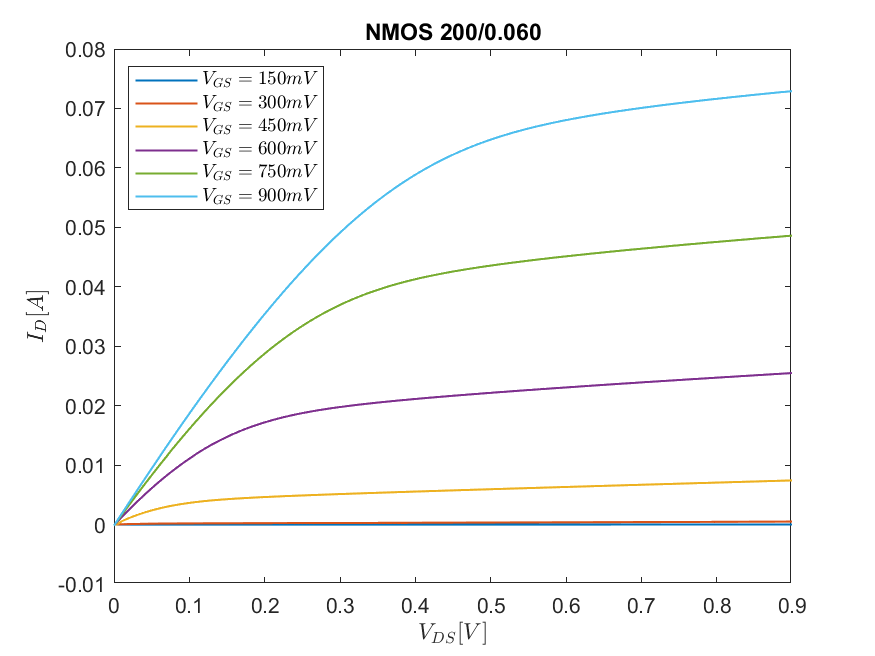 NMOS 200/0.060
0.08
0.07
0.06
0.05
0.04
0.03
0.02
0.01
0
-0.01
I_D[A]
V_GS = 150mV
V_GS = 300mV
V_GS = 450mV
V_GS = 600mV
V_GS = 750mV
V_GS = 900mV
0 0.1 0.2 0.3 0.4 0.5 0.6 0.7 0.8 0.9
V_DS[V]